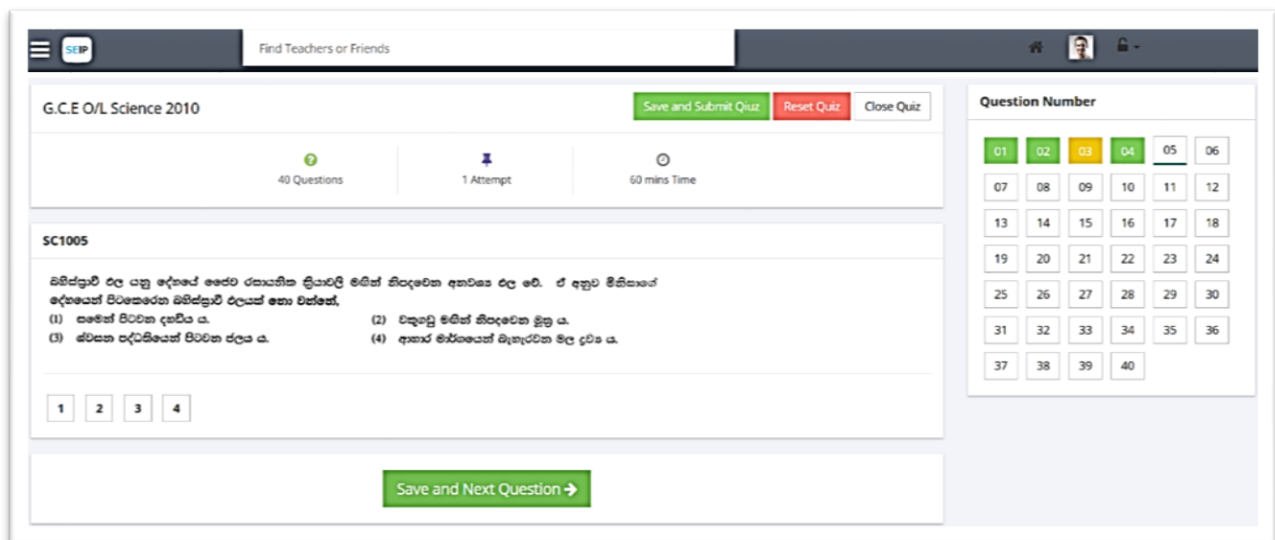 SEIP
Find Teachers or Friends
G.C.E O/L Science 2010
Save and Submit Qiuz
Reset Quiz
Close Quiz
40 Questions
1 Attempt
60 mins Time
SC1005
බහිස්ස්‍රාවී ඵල යනු දේහයේ ජෛව රසායනික ක්‍රියාවලි මඟින් නිපදවෙන අනවශ්‍ය ඵල වේ. ඒ අනුව මිනිසාගේ
දේහයෙන් පිටකෙරෙන බහිස්ස්‍රාවී ඵලයක් නො වන්නේ,
(1) සමෙන් පිටවන දහඩිය ය. (2) වකුගඩු මඟින් නිපදවෙන මූත්‍ර ය.
(3) ශ්වසන පද්ධතියෙන් පිටවන ජලය ය. (4) ආහාර මාර්ගයෙන් බැහැරවන මල ද්‍රව්‍ය ය.
1 2 3 4
Save and Next Question
Question Number
01 02 03 04 05 06
07 08 09 10 11 12
13 14 15 16 17 18
19 20 21 22 23 24
25 26 27 28 29 30
31 32 33 34 35 36
37 38 39 40